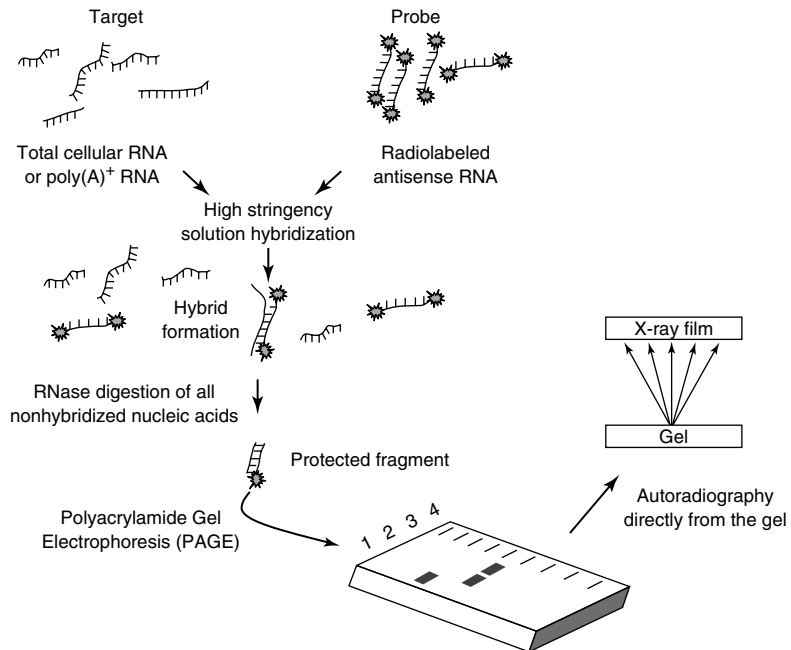 Target
Probe
Total cellular RNA
or poly(A)+ RNA
Radiolabeled
antisense RNA
High stringency
solution hybridization
Hybrid
formation
RNase digestion of all
nonhybridized nucleic acids
Protected fragment
Polyacrylamide Gel
Electrophoresis (PAGE)
1 2 3 4
X-ray film
Gel
Autoradiography
directly from the gel